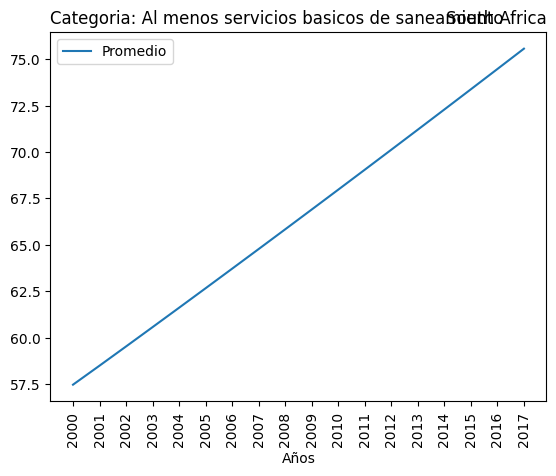 Categoria: Al menos servicios basicos de saneamiento
South Africa
Promedio
75.0
72.5
70.0
67.5
65.0
62.5
60.0
57.5
2000 2001 2002 2003 2004 2005 2006 2007 2008 2009 2010 2011 2012 2013 2014 2015 2016 2017
Años